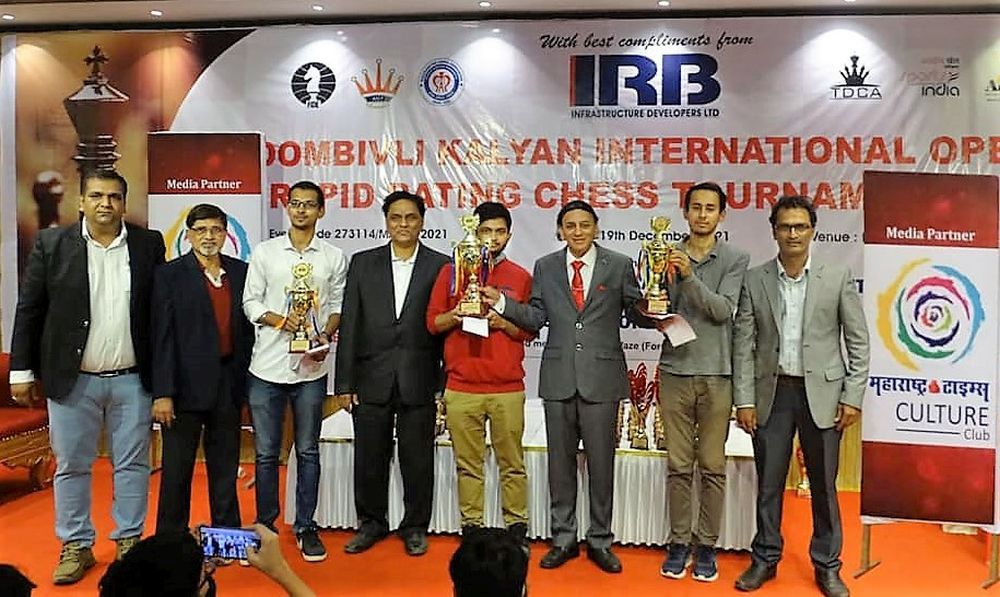 With best compliments from
IRB
INFRASTRUCTURE DEVELOPERS LTD
TDCA
india
DOMBIVLI KALYAN INTERNATIONAL OPE
RAPID RATING CHESS TOURNAM
273114/M
2021
19th December
Media Partner
Media Partner
महाराष्ट्र टाइम्स
CULTURE
Club